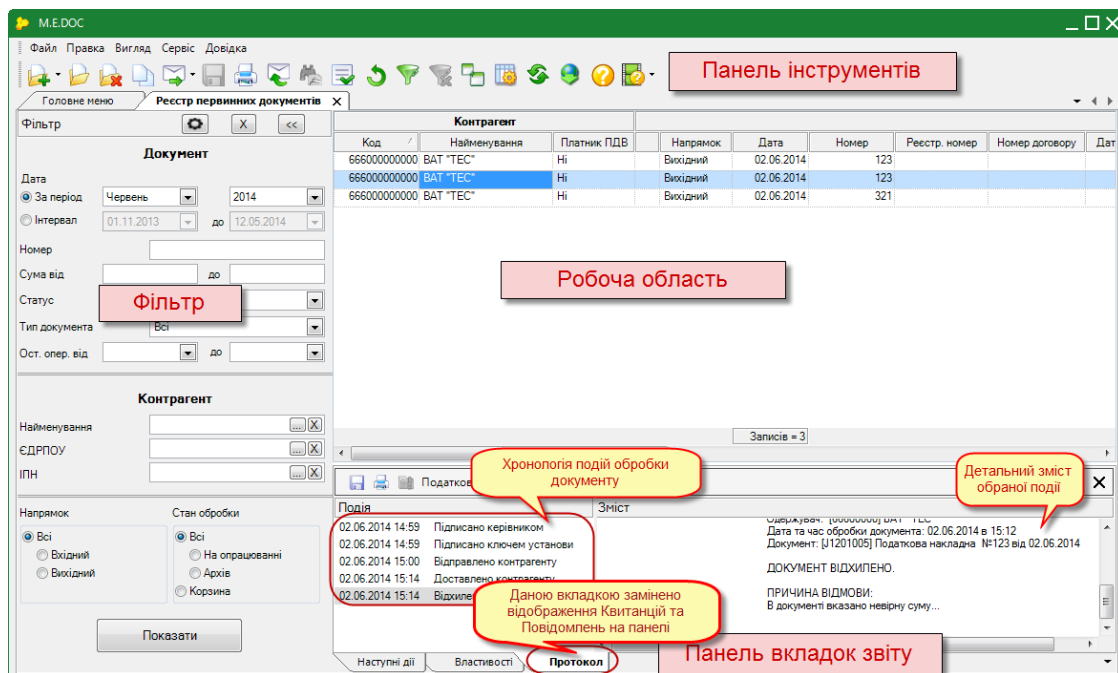 M.E.DOC
Файл Правка Вигляд Сервіс Довідка
Панель інструментів
Головне меню Реєстр первинних документів X
Фільтр X <<
Документ
Дата
За період Червень 2014
Інтервал 01.11.2013 до 12.05.2014
Номер
Сума від до
Статус
Фільтр
Тип документа Всі
Ост. опер. від до
Контрагент
Найменування ... X
ЄДРПОУ ... X
ІПН ... X
Напрямок Стан обробки
Всі Всі
Вхідний На опрацюванні
Вихідний Архів
Корзина
Показати
Контрагент
Код Найменування Платник ПДВ Напрямок Дата Номер Реєстр. номер Номер договору Дат
666000000000 ВАТ "ТЕС" Ні Вихідний 02.06.2014 123
666000000000 ВАТ "ТЕС" Ні Вихідний 02.06.2014 123
666000000000 ВАТ "ТЕС" Ні Вихідний 02.06.2014 321
Робоча область
Записів = 3
Хронологія подій обробки
документу
Детальний зміст
обраної події
Податков
Подія Зміст
02.06.2014 14:59 Підписано керівником
02.06.2014 14:59 Підписано ключем установи
02.06.2014 15:00 Відправлено контрагенту
02.06.2014 15:14 Доставлено контрагенту
02.06.2014 15:14 Відхилен
Одержувач: [66000000] ВАТ "ТЕС"
Дата та час обробки документа: 02.06.2014 в 15:12
Документ: [J1201005] Податкова накладна №123 від 02.06.2014
ДОКУМЕНТ ВІДХИЛЕНО.
ПРИЧИНА ВІДМОВИ:
В документі вказано невірну суму...
Даною вкладкою замінено
відображення Квитанцій та
Повідомлень на панелі
Наступні дії Властивості Протокол
Панель вкладок звіту